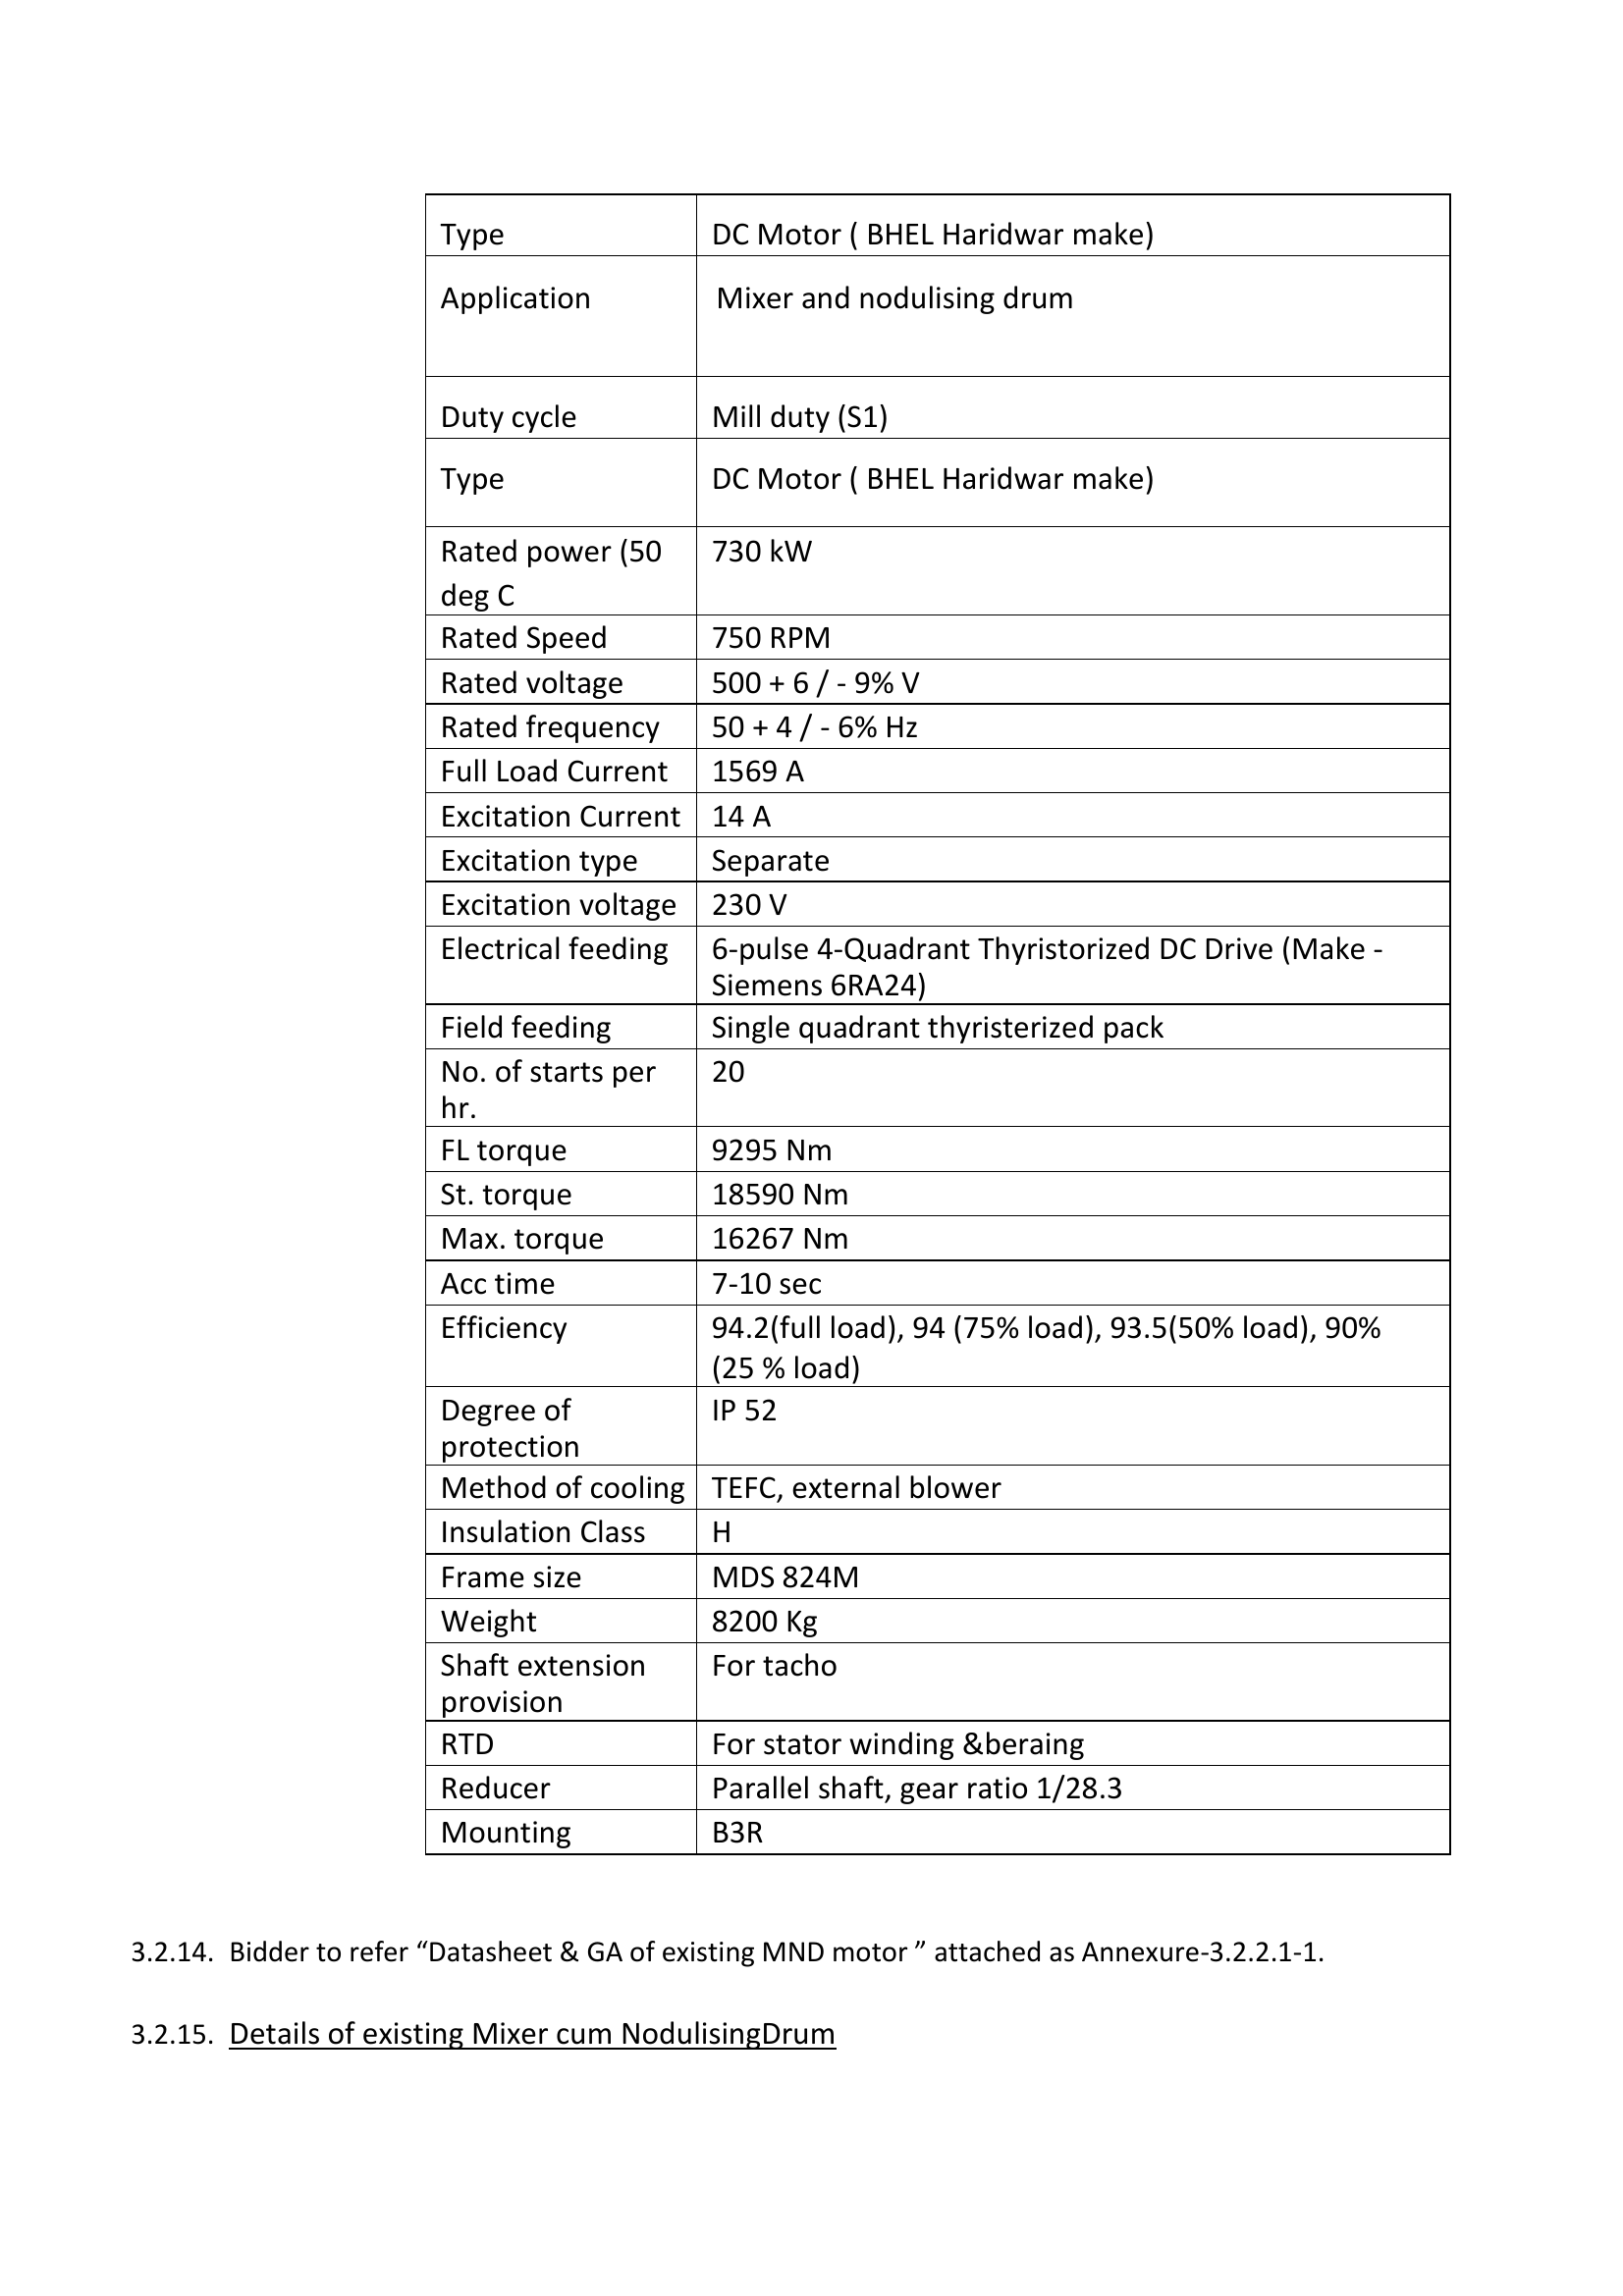 Type DC Motor ( BHEL Haridwar make)
Application Mixer and nodulising drum
Duty cycle Mill duty (S1)
Type DC Motor ( BHEL Haridwar make)
Rated power (50 730 kW
deg C
Rated Speed 750 RPM
Rated voltage 500 + 6 / - 9% V
Rated frequency 50 + 4 / - 6% Hz
Full Load Current 1569 A
Excitation Current 14 A
Excitation type Separate
Excitation voltage 230 V
Electrical feeding 6-pulse 4-Quadrant Thyristorized DC Drive (Make -
Siemens 6RA24)
Field feeding Single quadrant thyristerized pack
No. of starts per 20
hr.
FL torque 9295 Nm
St. torque 18590 Nm
Max. torque 16267 Nm
Acc time 7-10 sec
Efficiency 94.2(full load), 94 (75% load), 93.5(50% load), 90%
(25 % load)
Degree of IP 52
protection
Method of cooling TEFC, external blower
Insulation Class H
Frame size MDS 824M
Weight 8200 Kg
Shaft extension For tacho
provision
RTD For stator winding &beraing
Reducer Parallel shaft, gear ratio 1/28.3
Mounting B3R
3.2.14. Bidder to refer “Datasheet & GA of existing MND motor ” attached as Annexure-3.2.2.1-1.
3.2.15. Details of existing Mixer cum NodulisingDrum